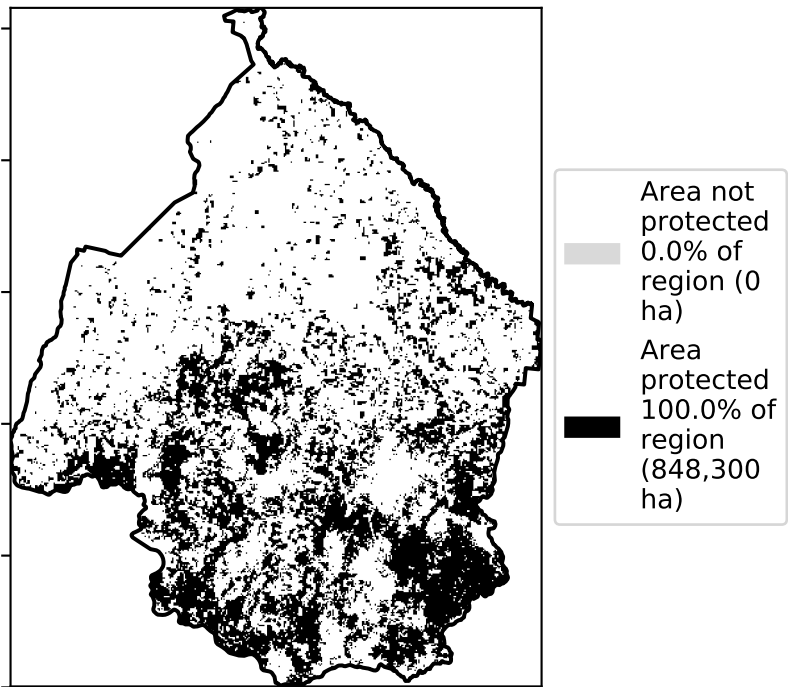 Area not
protected
0.0% of
region (0
ha)
Area
protected
100.0% of
region
(848,300
ha)